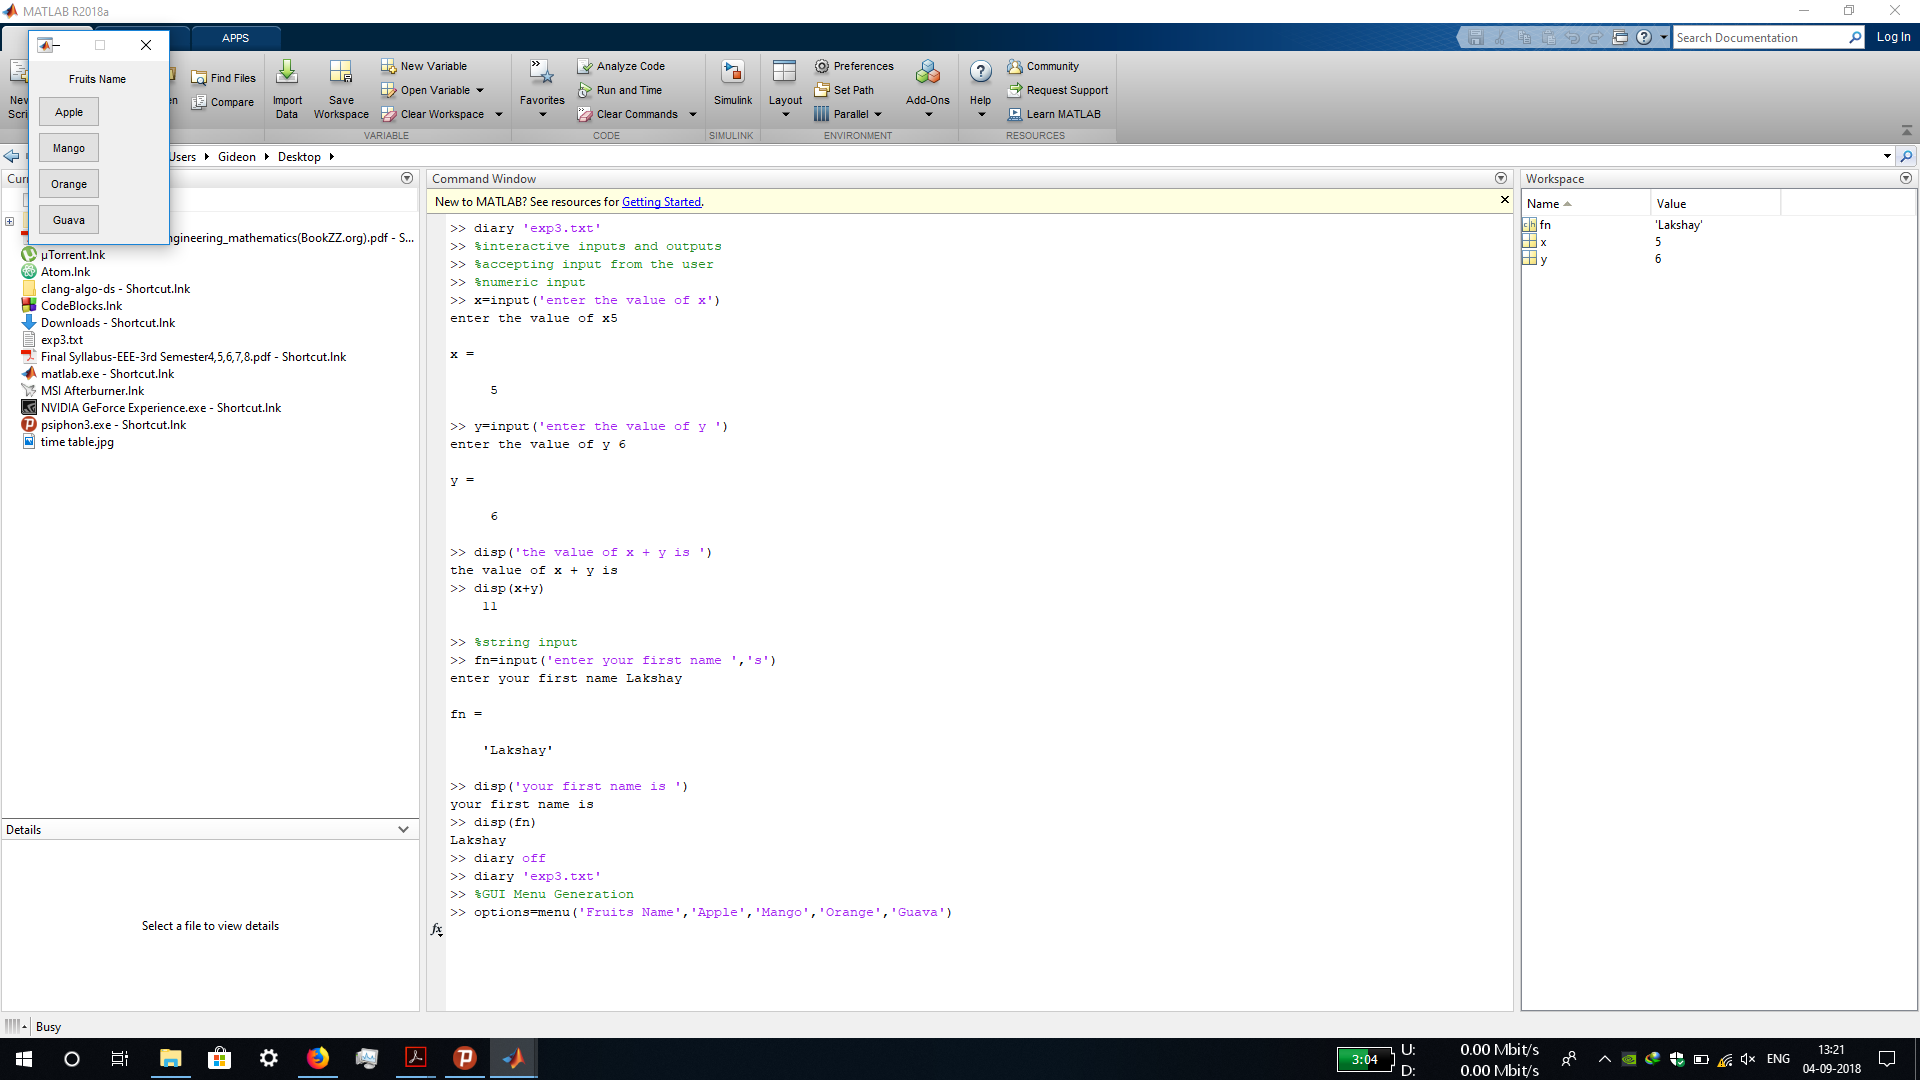 MATLAB R2018a
APPS
Search Documentation
Log In
Fruits Name
Apple
Mango
Orange
Guava
New
Find Files
Compare
Import
Data
Save
Workspace
New Variable
Open Variable
Clear Workspace
VARIABLE
Favorites
Analyze Code
Run and Time
Clear Commands
CODE
Simulink
SIMULINK
Layout
Preferences
Set Path
Parallel
ENVIRONMENT
Add-Ons
Help
Community
Request Support
Learn MATLAB
RESOURCES
Users
Gideon
Desktop
ngineering_mathematics(BookZZ.org).pdf - S...
µTorrent.lnk
Atom.lnk
clang-algo-ds - Shortcut.lnk
CodeBlocks.lnk
Downloads - Shortcut.lnk
exp3.txt
Final Syllabus-EEE-3rd Semester4,5,6,7,8.pdf - Shortcut.lnk
matlab.exe - Shortcut.lnk
MSI Afterburner.lnk
NVIDIA GeForce Experience.exe - Shortcut.lnk
psiphon3.exe - Shortcut.lnk
time table.jpg
Details
Select a file to view details
Command Window
New to MATLAB? See resources for Getting Started.
>> diary 'exp3.txt'
>> %interactive inputs and outputs
>> %accepting input from the user
>> %numeric input
>> x=input('enter the value of x')
enter the value of x5
x =
5
>> y=input('enter the value of y ')
enter the value of y 6
y =
6
>> disp('the value of x + y is ')
the value of x + y is
>> disp(x+y)
11
>> %string input
>> fn=input('enter your first name ','s')
enter your first name Lakshay
fn =
'Lakshay'
>> disp('your first name is ')
your first name is
>> disp(fn)
Lakshay
>> diary off
>> diary 'exp3.txt'
>> %GUI Menu Generation
>> options=menu('Fruits Name','Apple','Mango','Orange','Guava')
fx
Workspace
Name Value
fn 'Lakshay'
x 5
y 6
Busy
3:04
U: 0.00 Mbit/s
D: 0.00 Mbit/s
ENG
13:21
04-09-2018